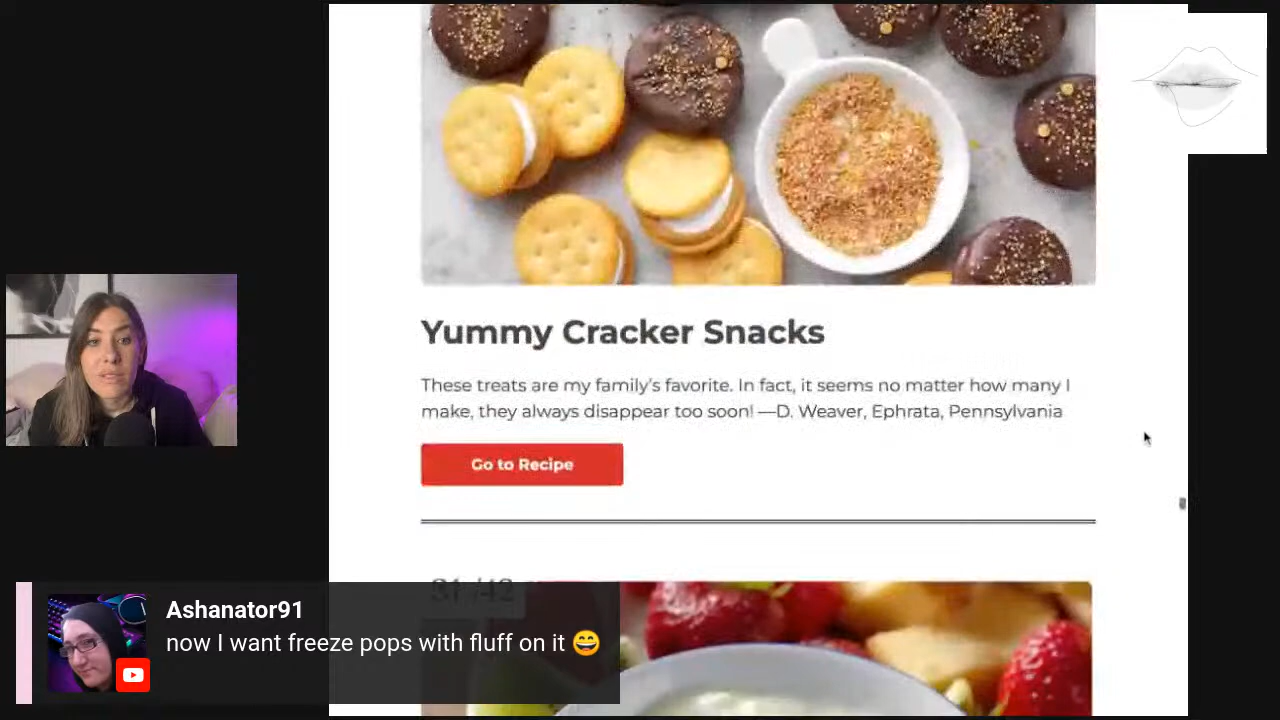 Yummy Cracker Snacks
These treats are my family's favorite. In fact, it seems no matter how many I
make, they always disappear too soon! —D. Weaver, Ephrata, Pennsylvania
Go to Recipe
31 /42
Ashanator91
now I want freeze pops with fluff on it 😄